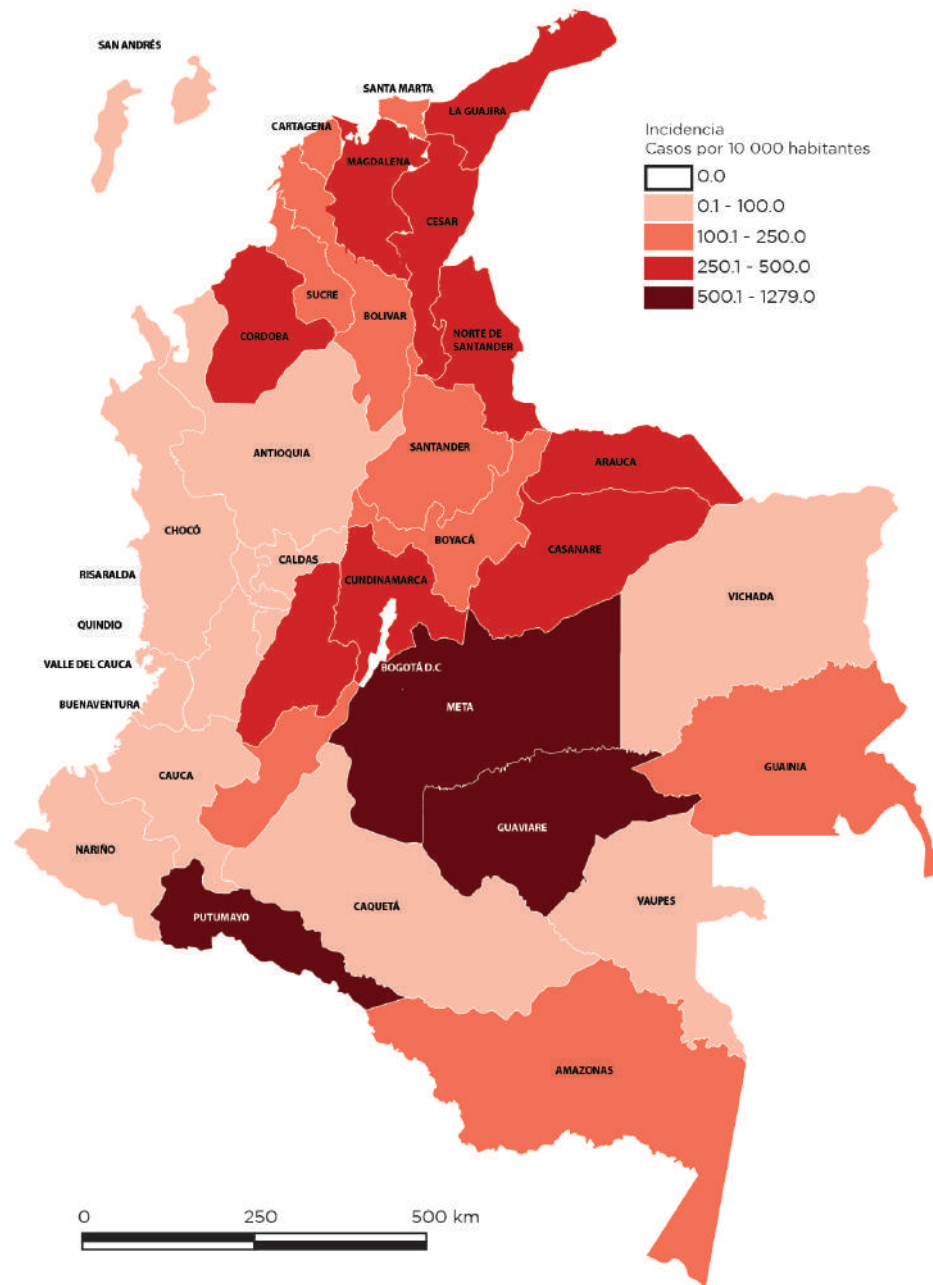 SAN ANDRÉS
SANTA MARTA
LA GUAJIRA
CARTAGENA
MAGDALENA
Incidencia
Casos por 10 000 habitantes
0.0
0.1 - 100.0
100.1 - 250.0
250.1 - 500.0
500.1 - 1279.0
CESAR
SUCRE
BOLIVAR
CORDOBA
NORTE DE
SANTANDER
ANTIOQUIA
SANTANDER
ARAUCA
CHOCÓ
BOYACÁ
CASANARE
CALDAS
RISARALDA
CUNDINAMARCA
VICHADA
QUINDIO
VALLE DEL CAUCA
BOGOTÁ D.C
BUENAVENTURA
META
CAUCA
GUAINIA
GUAVIARE
NARIÑO
CAQUETÁ
VAUPES
PUTUMAYO
AMAZONAS
0 250 500 km